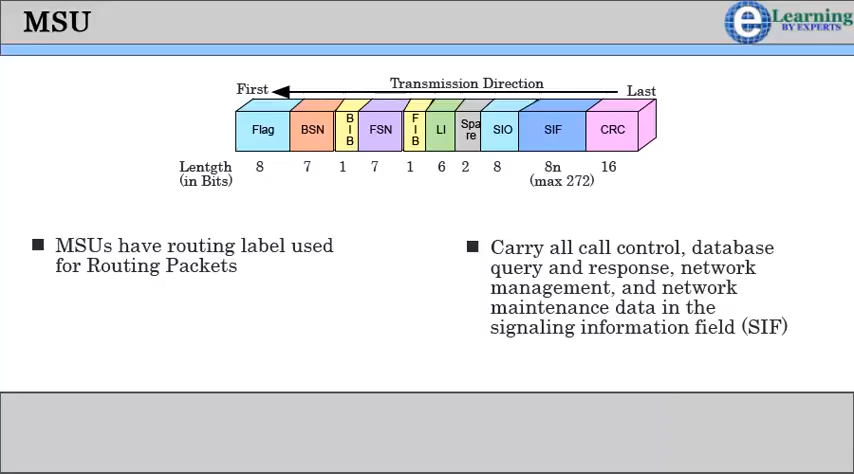 MSU
eLearning
BY EXPERTS
First
Transmission Direction
Last
Flag
BSN
B
I
B
FSN
F
I
B
LI
Spa
re
SIO
SIF
CRC
Lentgth
(in Bits)
8 7 1 7 1 6 2 8 8n 16
(max 272)
■ MSUs have routing label used
for Routing Packets
■ Carry all call control, database
query and response, network
management, and network
maintenance data in the
signaling information field (SIF)